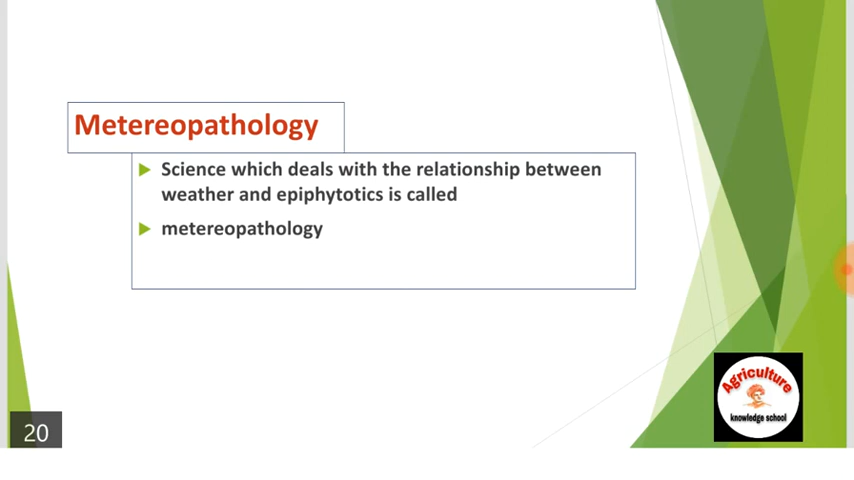 Metereopathology
Science which deals with the relationship between
weather and epiphytotics is called
metereopathology
Agriculture
knowledge school
20